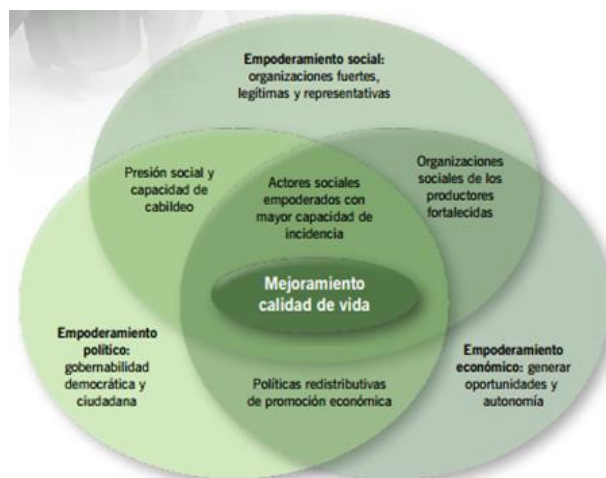 Empoderamiento social:
organizaciones fuertes,
legítimas y representativas
Presión social y
capacidad de
cabildeo
Actores sociales
empoderados con
mayor capacidad de
incidencia
Organizaciones
sociales de los
productores
fortalecidas
Mejoramiento
calidad de vida
Empoderamiento
político:
gobernabilidad
democrática y
ciudadana
Políticas redistributivas
de promoción económica
Empoderamiento
económico: generar
oportunidades y
autonomía